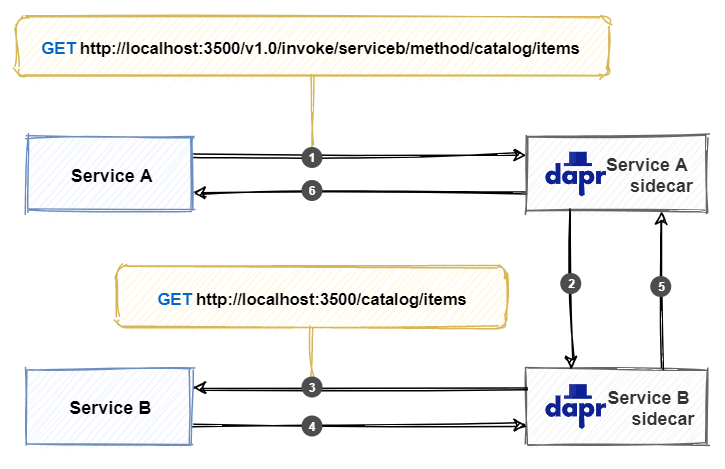 GET http://localhost:3500/v1.0/invoke/serviceb/method/catalog/items
1
Service A
dapr
Service A
sidecar
6
2
5
GET http://localhost:3500/catalog/items
3
Service B
dapr
Service B
sidecar
4